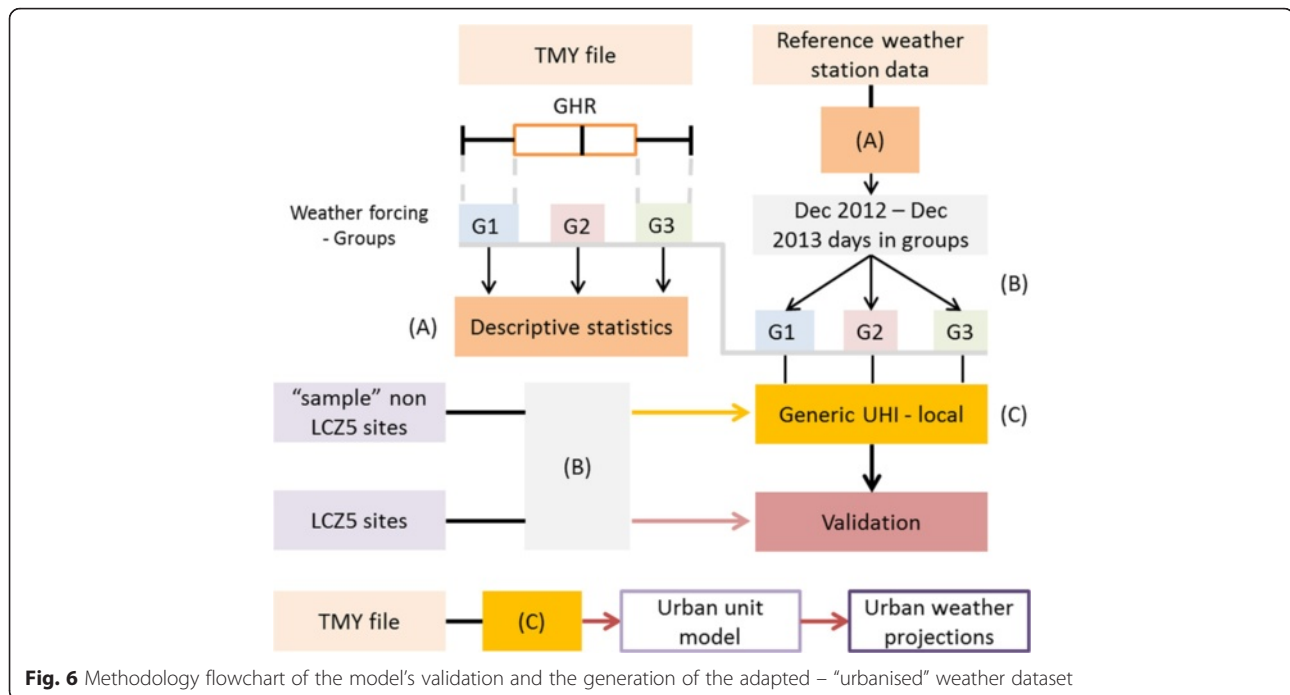 TMY file
Reference weather
station data
GHR
(A)
Weather forcing
- Groups
G1 G2 G3
Dec 2012 – Dec
2013 days in groups
(B)
(A) Descriptive statistics
G1 G2 G3
"sample" non
LCZ5 sites
(B)
Generic UHI - local (C)
LCZ5 sites
Validation
TMY file
(C)
Urban unit
model
Urban weather
projections
Fig. 6 Methodology flowchart of the model's validation and the generation of the adapted – "urbanised" weather dataset